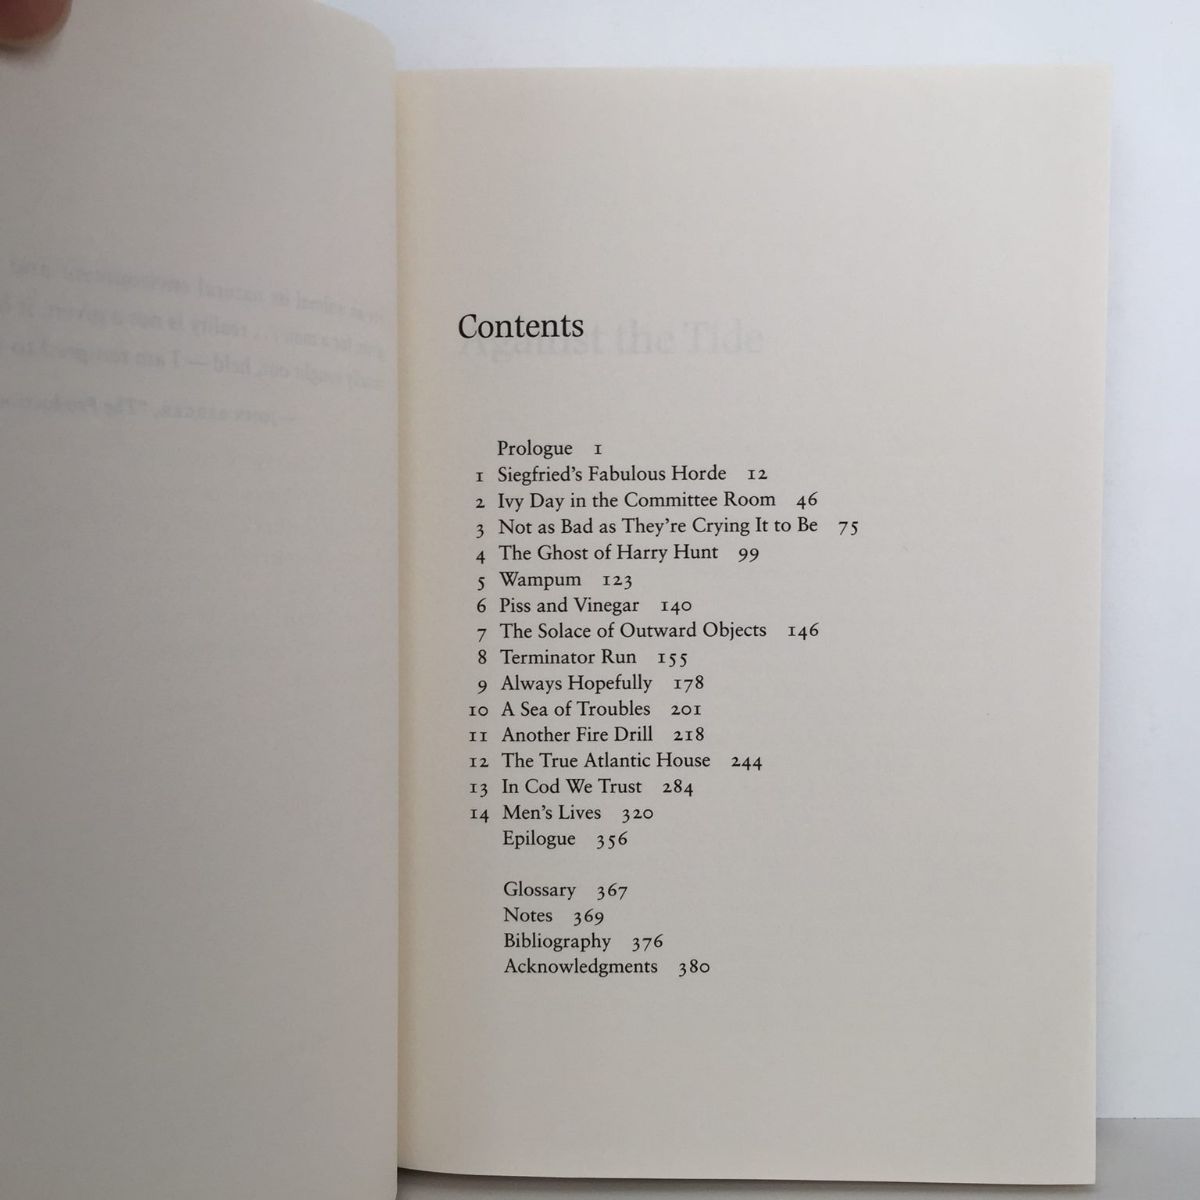 Contents
Against the Tide
Prologue 1
1 Siegfried's Fabulous Horde 12
2 Ivy Day in the Committee Room 46
3 Not as Bad as They're Crying It to Be 75
4 The Ghost of Harry Hunt 99
5 Wampum 123
6 Piss and Vinegar 140
7 The Solace of Outward Objects 146
8 Terminator Run 155
9 Always Hopefully 178
10 A Sea of Troubles 201
11 Another Fire Drill 218
12 The True Atlantic House 244
13 In Cod We Trust 284
14 Men's Lives 320
Epilogue 356
Glossary 367
Notes 369
Bibliography 376
Acknowledgments 380